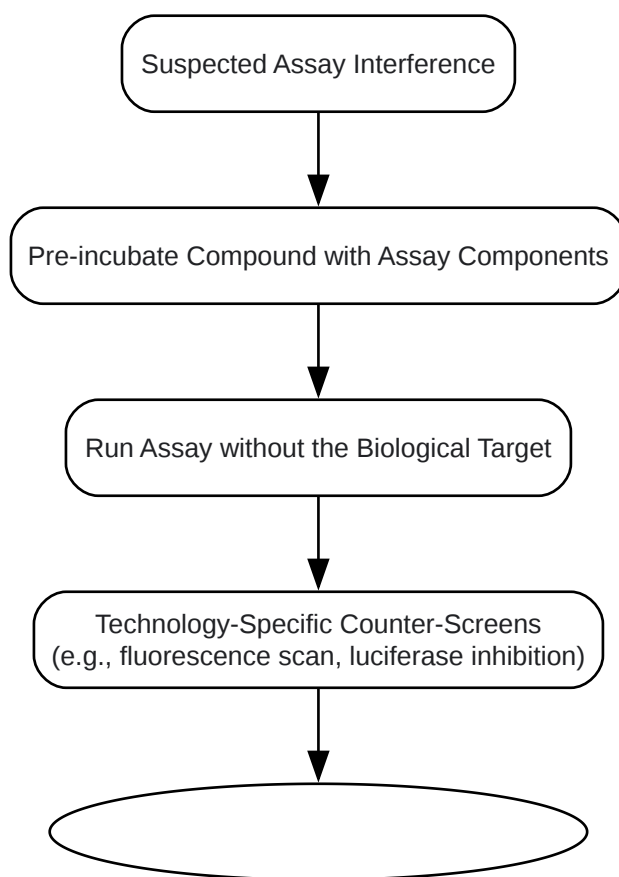 Suspected Assay Interference
Pre-incubate Compound with Assay Components
Run Assay without the Biological Target
Technology-Specific Counter-Screens
(e.g., fluorescence scan, luciferase inhibition)